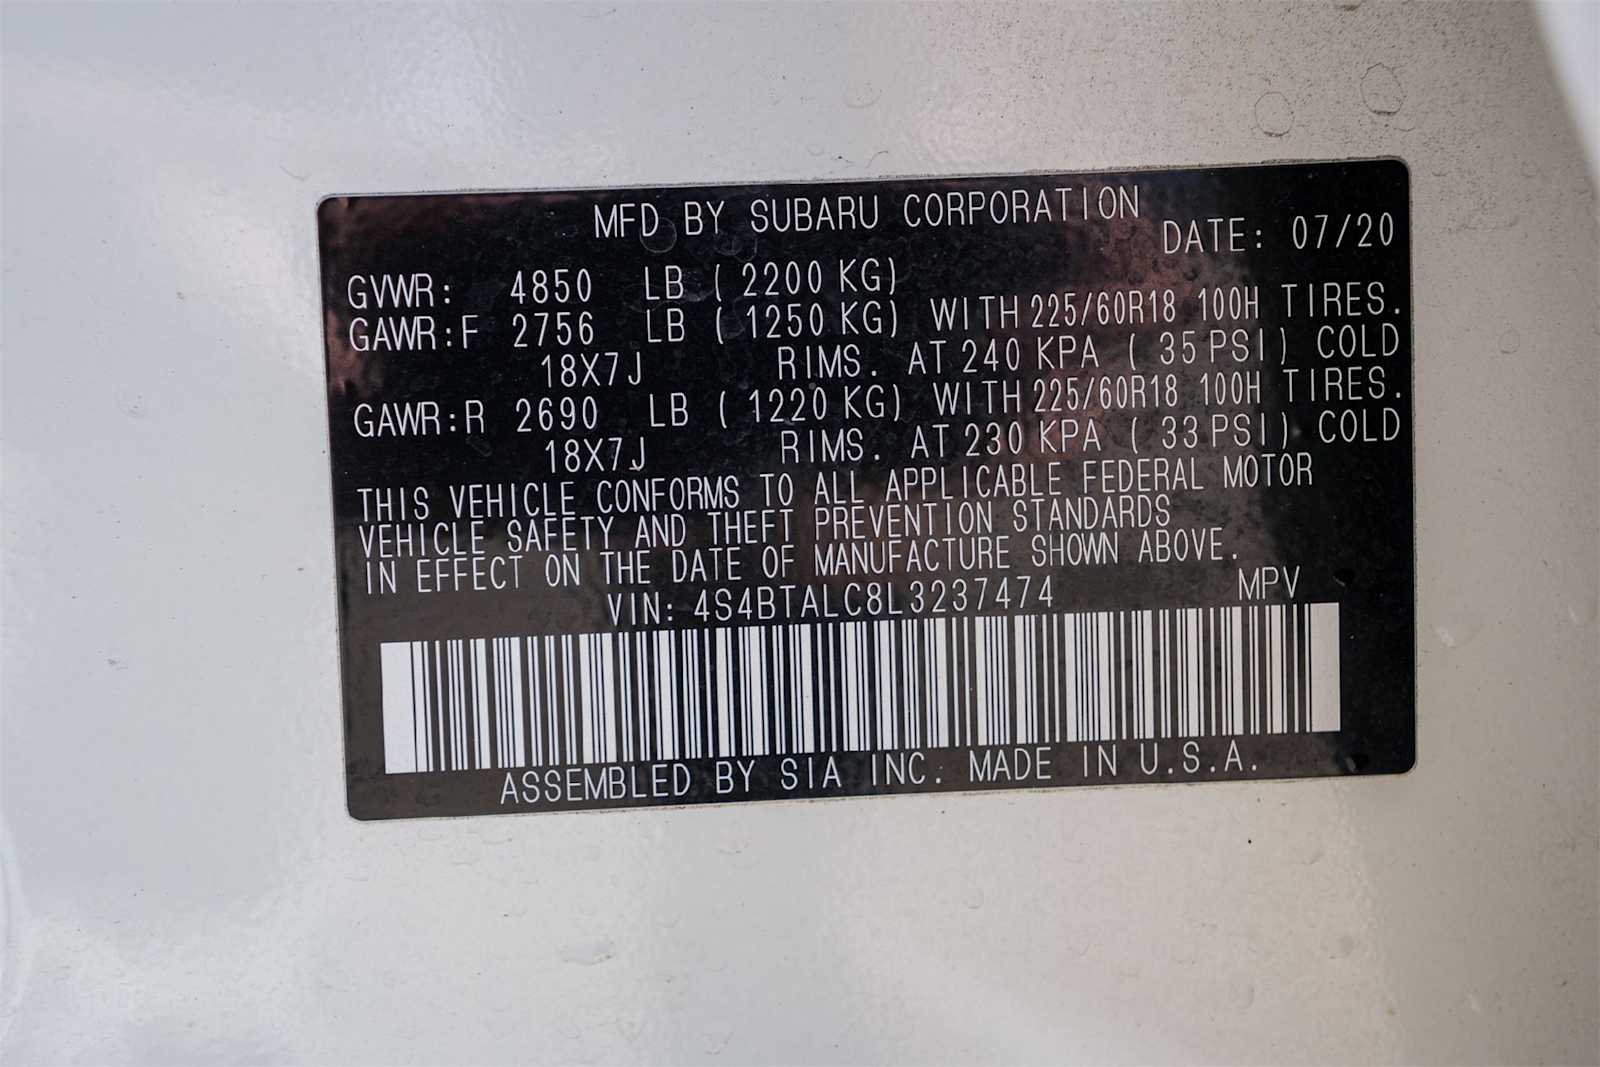 MFD BY SUBARU CORPORATION
DATE: 07/20
GVWR: 4850 LB ( 2200 KG)
GAWR:F 2756 LB ( 1250 KG) WITH 225/60R18 100H TIRES.
18X7J RIMS. AT 240 KPA ( 35 PSI) COLD
GAWR:R 2690 LB ( 1220 KG) WITH 225/60R18 100H TIRES.
18X7J RIMS. AT 230 KPA ( 33 PSI) COLD
THIS VEHICLE CONFORMS TO ALL APPLICABLE FEDERAL MOTOR
VEHICLE SAFETY AND THEFT PREVENTION STANDARDS
IN EFFECT ON THE DATE OF MANUFACTURE SHOWN ABOVE.
VIN: 4S4BTALC8L3237474 MPV
ASSEMBLED BY SIA INC. MADE IN U.S.A.